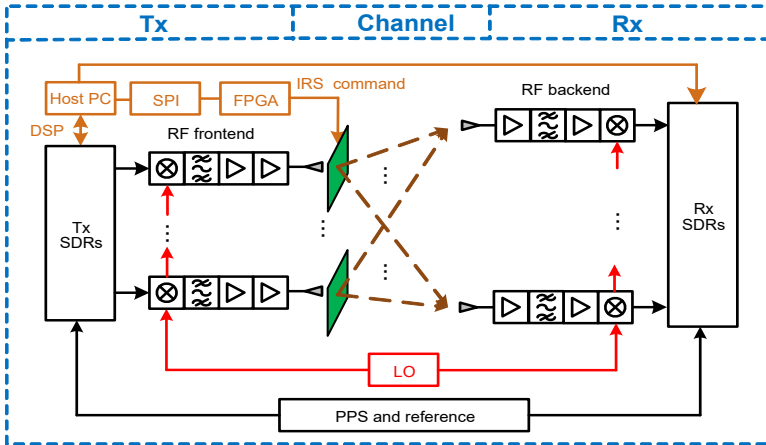 Tx
Channel
Rx
Host PC
SPI
FPGA
IRS command
RF backend
DSP
RF frontend
Tx
SDRs
Rx
SDRs
LO
PPS and reference